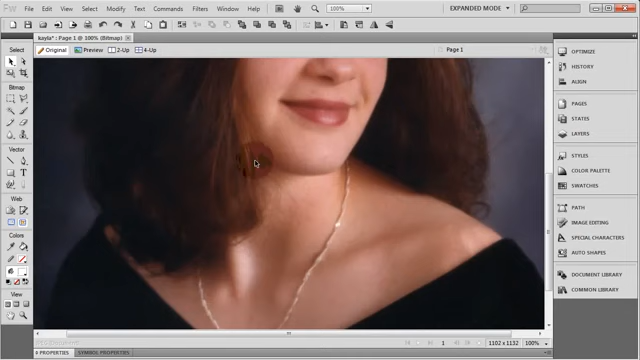 Fw File Edit View Select Modify Text Commands Filters Window Help 100% EXPANDED MODE
kayla* : Page 1 @ 100% (Bitmap)
Original Preview 2-Up 4-Up Page 1
Select
Bitmap
Vector
Web
Colors
View
OPTIMIZE
HISTORY
ALIGN
PAGES
STATES
LAYERS
STYLES
COLOR PALETTE
SWATCHES
PATH
IMAGE EDITING
SPECIAL CHARACTERS
AUTO SHAPES
DOCUMENT LIBRARY
COMMON LIBRARY
1 1102 x 1132 100%
PROPERTIES SYMBOL PROPERTIES